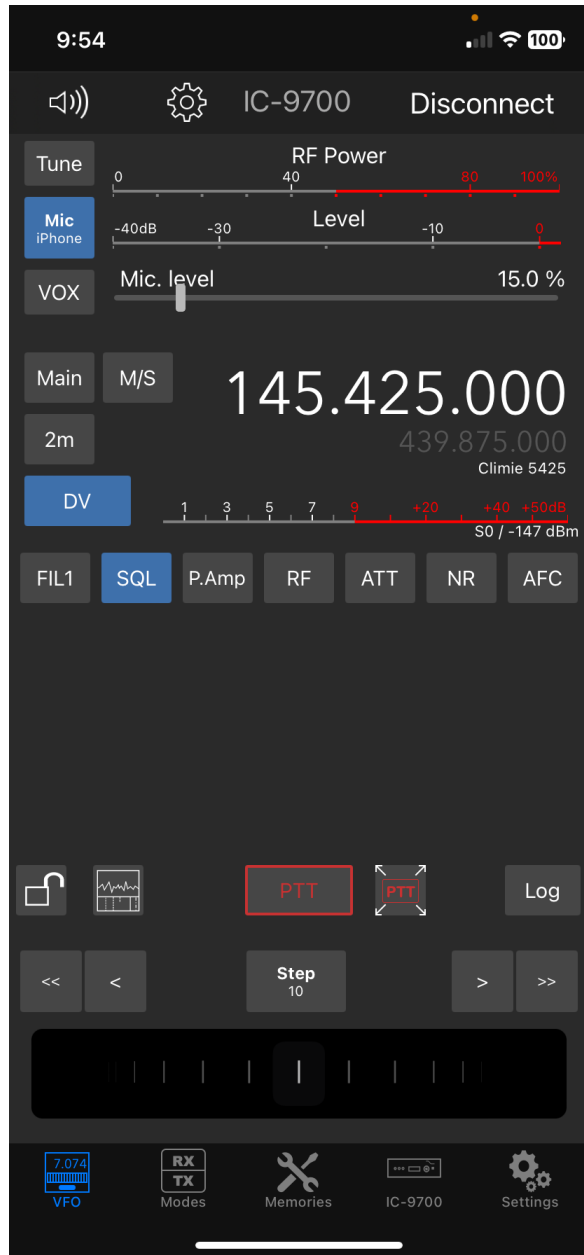 9:54
100
IC-9700 Disconnect
Tune
RF Power
0 40 80 100%
Mic
iPhone
Level
-40dB -30 -10 0
VOX
Mic. level 15.0 %
Main M/S 145.425.000
2m 439.875.000
Climie 5425
DV
1 3 5 7 9 +20 +40 +50dB
S0 / -147 dBm
FIL1 SQL P.Amp RF ATT NR AFC
PTT PTT Log
<< < Step > >>
10
7.074 RX
TX
VFO Modes Memories IC-9700 Settings